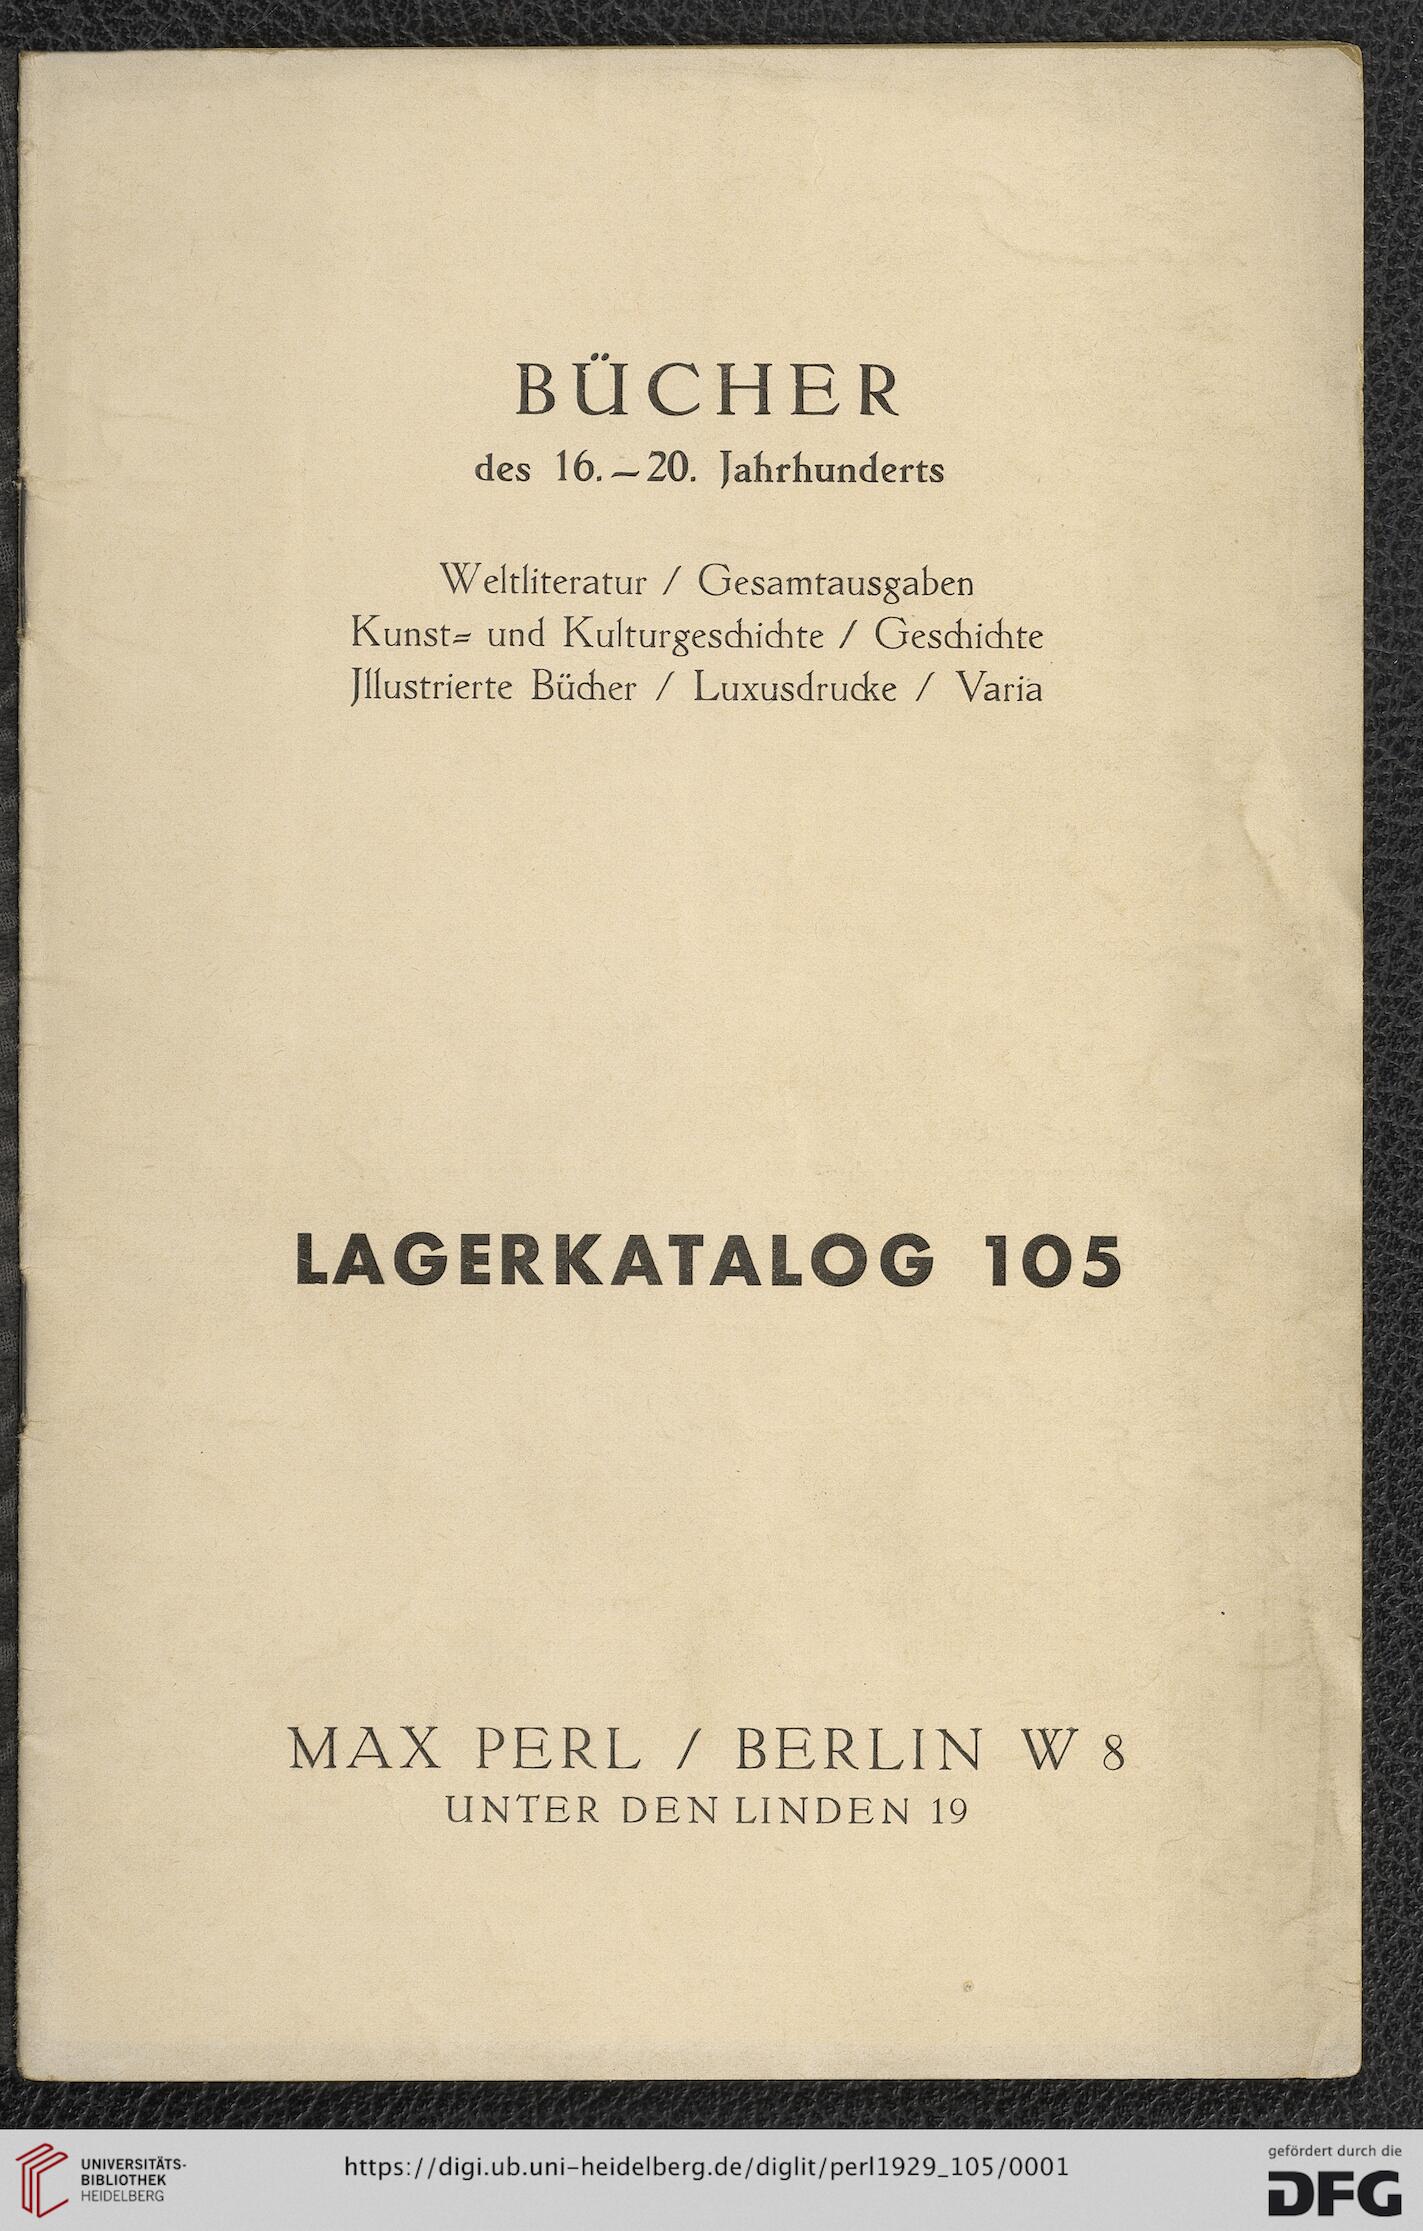 BÜCHER
des 16.–20. Jahrhunderts
Weltliteratur / Gesamtausgaben
Kunst= und Kulturgeschichte / Geschichte
Jllustrierte Bücher / Luxusdrucke / Varia
LAGERKATALOG 105
MAX PERL / BERLIN W 8
UNTER DEN LINDEN 19
UNIVERSITÄTS-
BIBLIOTHEK
HEIDELBERG
https://digi.ub.uni-heidelberg.de/diglit/perl1929_105/0001
gefördert durch die
DFG